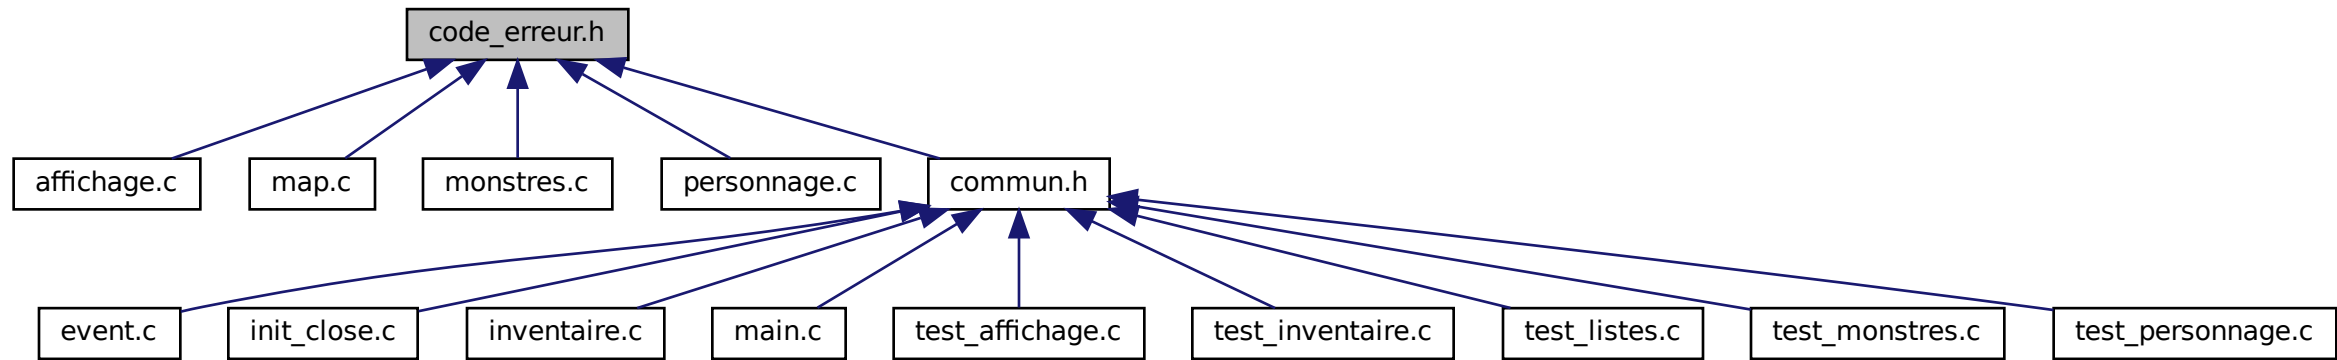 code_erreur.h
affichage.c
map.c
monstres.c
personnage.c
commun.h
event.c
init_close.c
inventaire.c
main.c
test_affichage.c
test_inventaire.c
test_listes.c
test_monstres.c
test_personnage.c